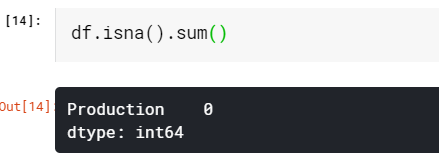 [14]:
df.isna().sum()
Out[14]:
Production    0
dtype: int64